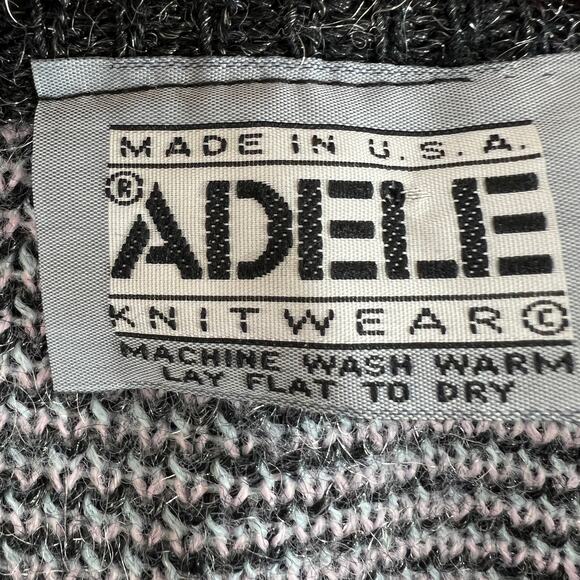 MADE IN U.S.A.
® ADELE
KNITWEAR ©
MACHINE WASH WARM
LAY FLAT TO DRY